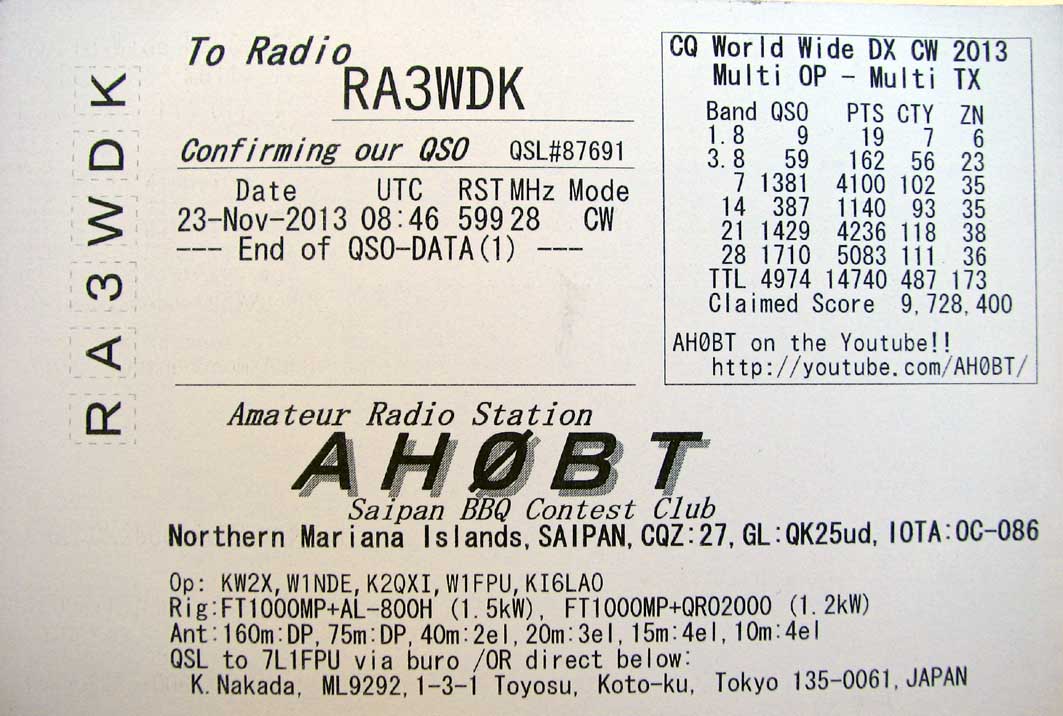 RA3WDK
To Radio
RA3WDK
Confirming our QSO QSL#87691
Date UTC RST MHz Mode
23-Nov-2013 08:46 599 28 CW
--- End of QSO-DATA(1) ---
CQ World Wide DX CW 2013
Multi OP - Multi TX
Band QSO PTS CTY ZN
1.8 9 19 7 6
3.8 59 162 56 23
7 1381 4100 102 35
14 387 1140 93 35
21 1429 4236 118 38
28 1710 5083 111 36
TTL 4974 14740 487 173
Claimed Score 9,728,400
AHØBT on the Youtube!!
http://youtube.com/AHØBT/
Amateur Radio Station
AHØBT
Saipan BBQ Contest Club
Northern Mariana Islands, SAIPAN, CQZ:27, GL:QK25ud, IOTA:OC-086
Op: KW2X, W1NDE, K2QXI, W1FPU, KI6LAO
Rig:FT1000MP+AL-800H (1.5kW), FT1000MP+QRO2000 (1.2kW)
Ant:160m:DP, 75m:DP, 40m:2el, 20m:3el, 15m:4el, 10m:4el
QSL to 7L1FPU via buro /OR direct below:
K.Nakada, ML9292, 1-3-1 Toyosu, Koto-ku, Tokyo 135-0061, JAPAN